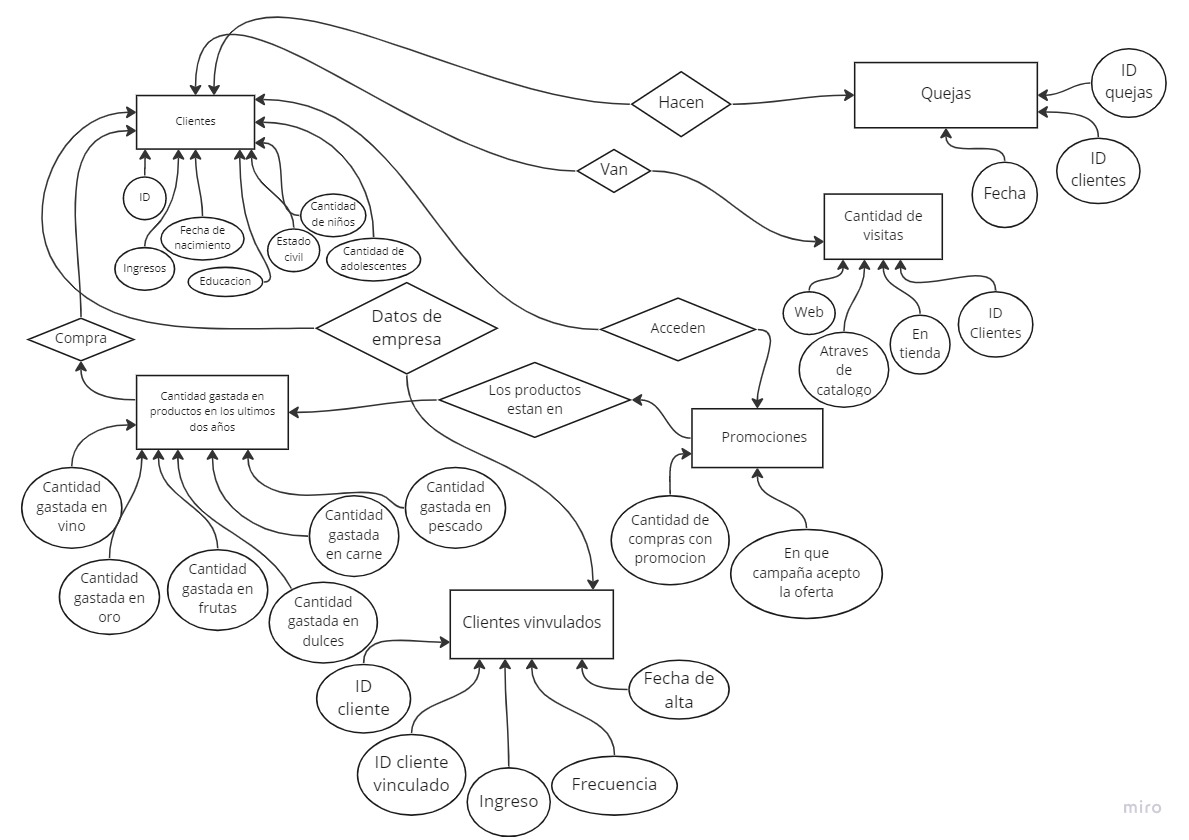 Hacen
Quejas
ID
quejas
Clientes
Van
ID
clientes
Fecha
ID
Cantidad
de niños
Cantidad de
visitas
Fecha de
nacimiento
Estado
civil
Cantidad de
adolescentes
Ingresos
Educacion
Web
ID
Clientes
Datos de
empresa
Acceden
En
tienda
Compra
Atraves
de
catalogo
Cantidad gastada en
productos en los ultimos
dos años
Los productos
estan en
Promociones
Cantidad
gastada en
vino
Cantidad
gastada
en carne
Cantidad
gastada en
pescado
Cantidad de
compras con
promocion
En que
campaña acepto
la oferta
Cantidad
gastada en
oro
Cantidad
gastada en
frutas
Cantidad
gastada en
dulces
Clientes vinvulados
ID
cliente
Fecha de
alta
ID cliente
vinculado
Ingreso
Frecuencia
miro